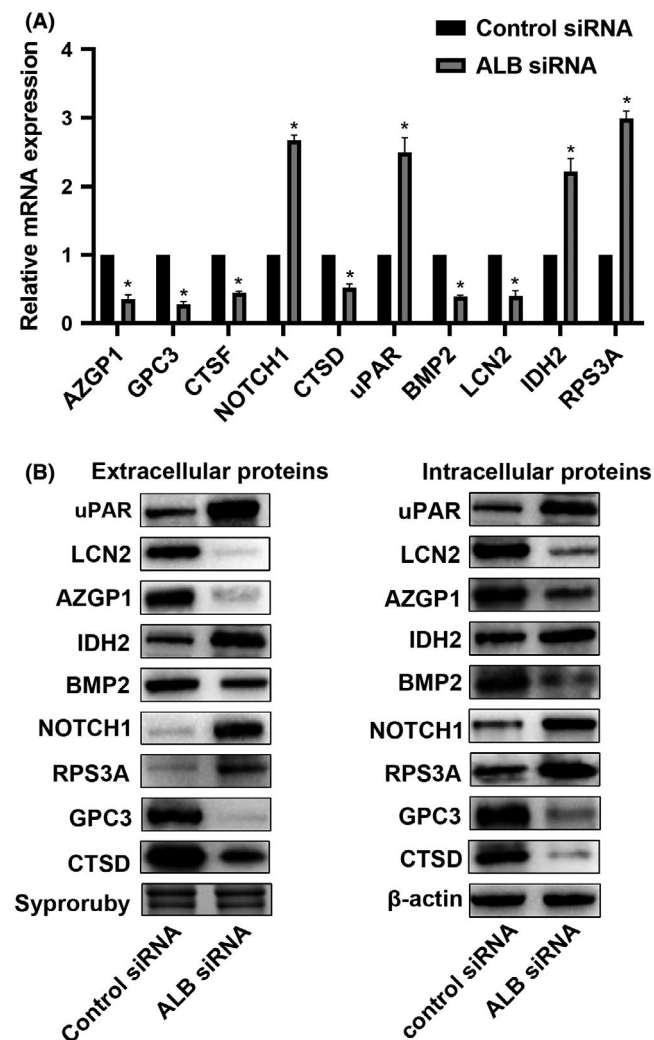 (A)
Control siRNA
ALB siRNA
Relative mRNA expression
4
3
2
1
0
*
*
*
*
*
*
*
*
*
*
AZGP1
GPC3
CTSF
NOTCH1
CTSD
uPAR
BMP2
LCN2
IDH2
RPS3A
(B)
Extracellular proteins
uPAR
LCN2
AZGP1
IDH2
BMP2
NOTCH1
RPS3A
GPC3
CTSD
Syproruby
Control siRNA
ALB siRNA
Intracellular proteins
uPAR
LCN2
AZGP1
IDH2
BMP2
NOTCH1
RPS3A
GPC3
CTSD
β-actin
control siRNA
ALB siRNA